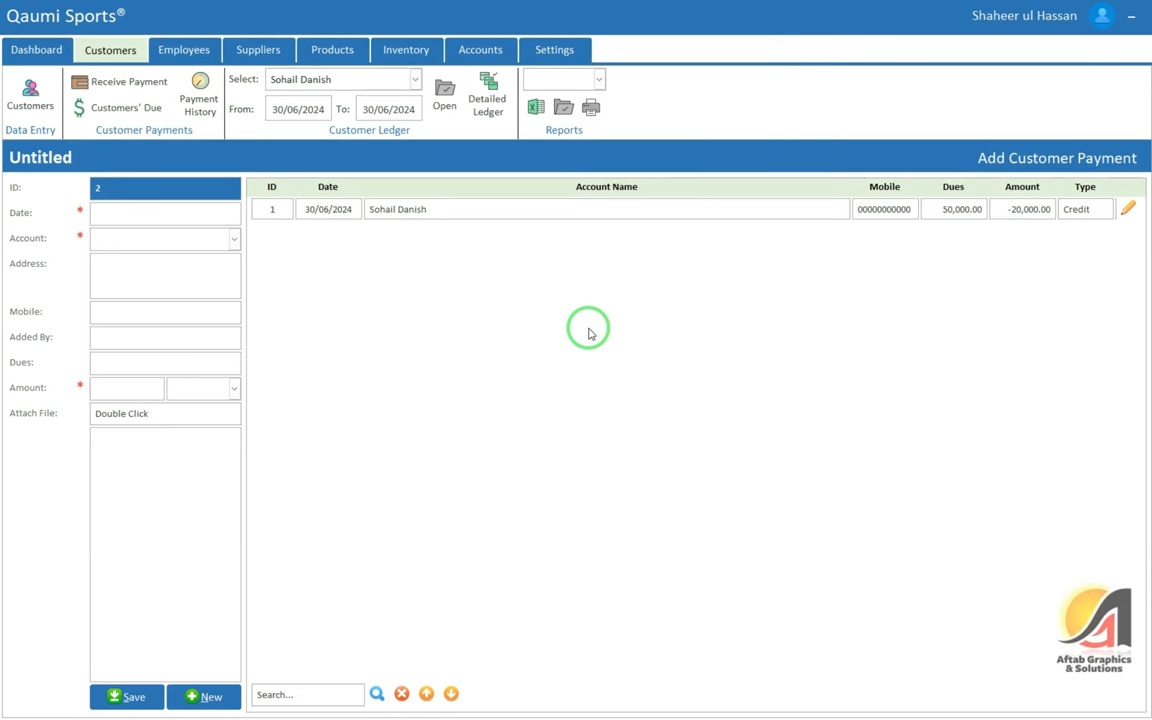 Qaumi Sports®
Shaheer ul Hassan
Dashboard Customers Employees Suppliers Products Inventory Accounts Settings
Customers
Data Entry
Receive Payment
Customers' Due
Payment History
Customer Payments
Select: Sohail Danish
From: 30/06/2024 To: 30/06/2024
Open
Detailed Ledger
Customer Ledger
Reports
Untitled
Add Customer Payment
ID: 2
Date: *
Account: *
Address:
Mobile:
Added By:
Dues:
Amount: *
Attach File: Double Click
Save New
ID Date Account Name Mobile Dues Amount Type
1 30/06/2024 Sohail Danish 00000000000 50,000.00 -20,000.00 Credit
Search...
Aftab Graphics
& Solutions